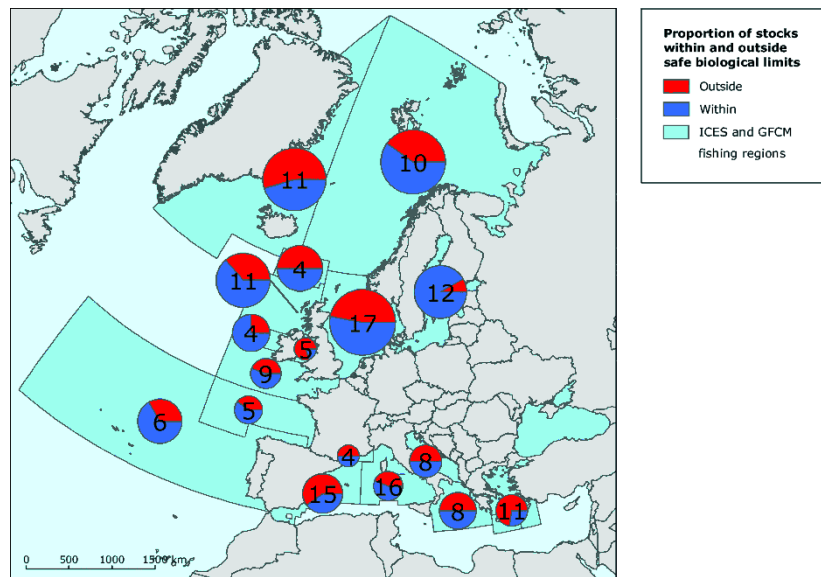 Proportion of stocks
within and outside
safe biological limits
Outside
Within
ICES and GFCM
fishing regions
10
11
4
11
12
17
4
5
9
5
6
4
8
15
16
8
11
0 500 1000 1500 km